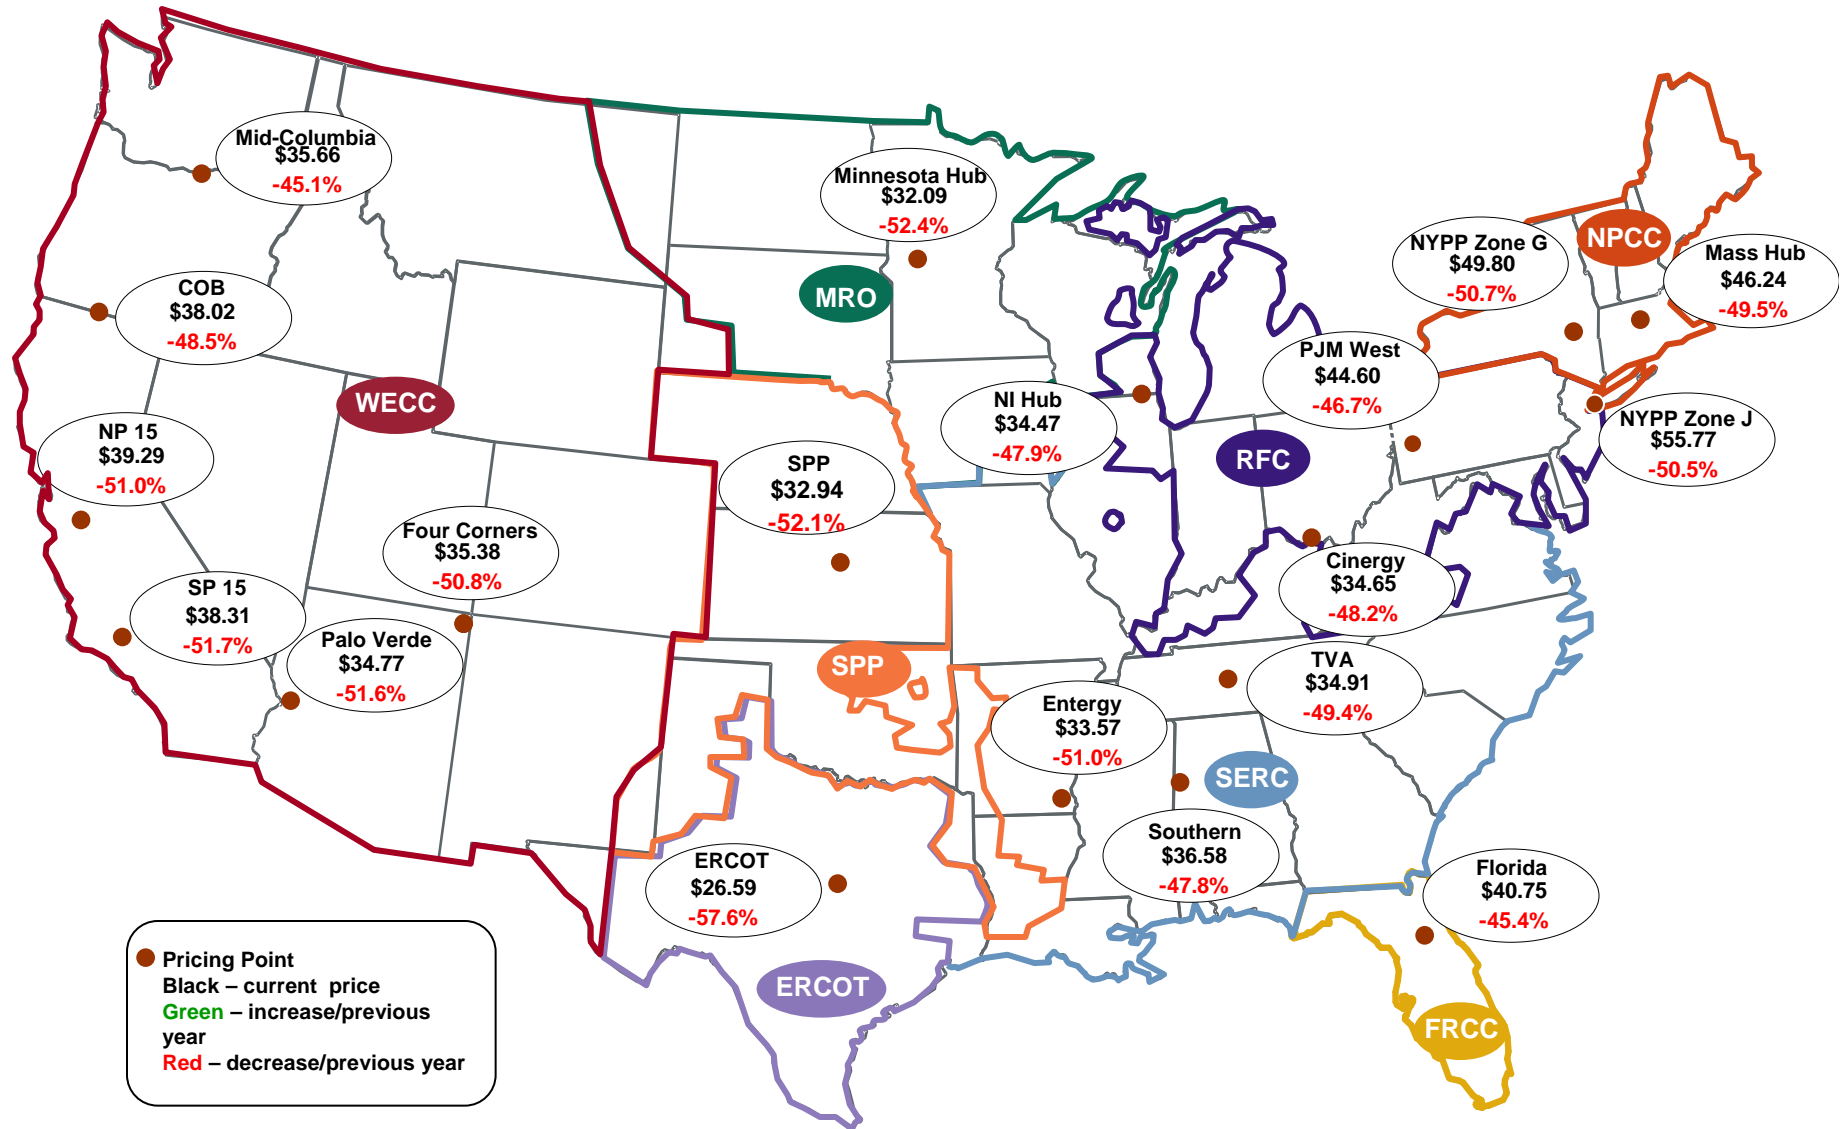 Mid-Columbia
$35.66
-45.1%
Minnesota Hub
$32.09
-52.4%
NYPP Zone G
$49.80
-50.7%
NPCC
Mass Hub
$46.24
-49.5%
COB
$38.02
-48.5%
MRO
PJM West
$44.60
-46.7%
WECC
NI Hub
$34.47
-47.9%
NYPP Zone J
$55.77
-50.5%
NP 15
$39.29
-51.0%
SPP
$32.94
-52.1%
RFC
Four Corners
$35.38
-50.8%
Cinergy
$34.65
-48.2%
SP 15
$38.31
-51.7%
Palo Verde
$34.77
-51.6%
SPP
TVA
$34.91
-49.4%
Entergy
$33.57
-51.0%
SERC
Southern
$36.58
-47.8%
ERCOT
$26.59
-57.6%
Florida
$40.75
-45.4%
ERCOT
FRCC
Pricing Point
Black – current price
Green – increase/previous
year
Red – decrease/previous year